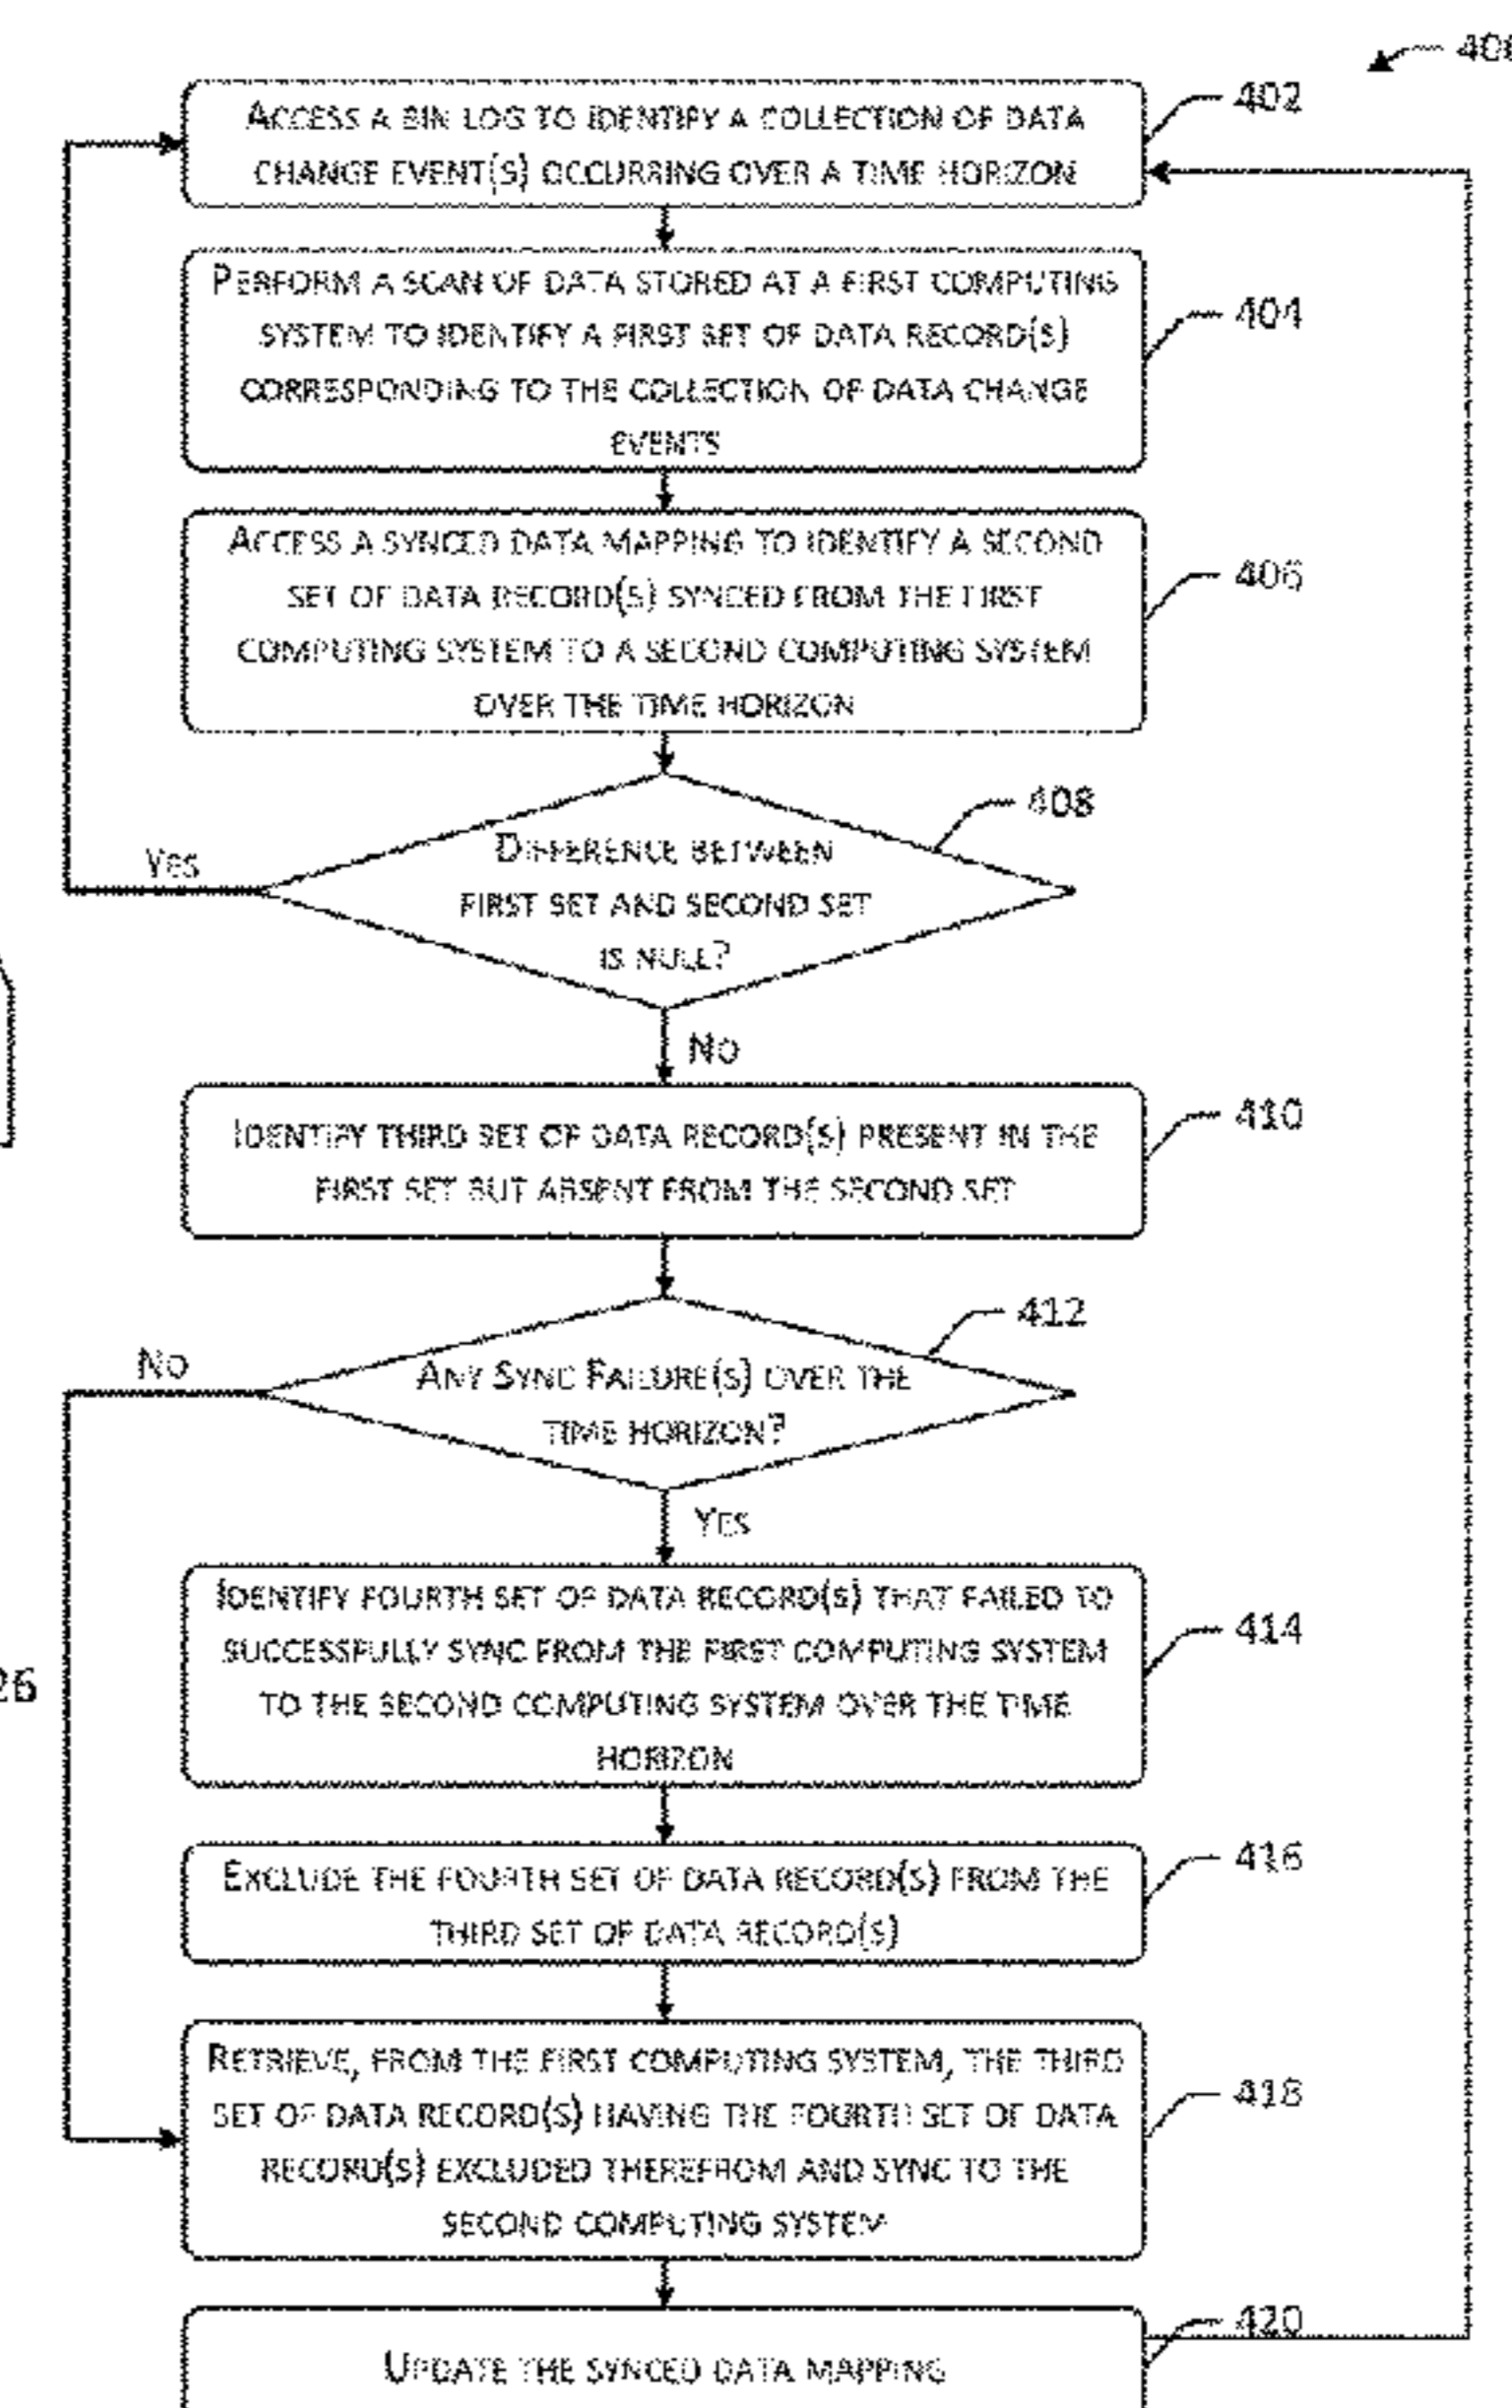 400
ACCESS A BIN LOG TO IDENTIFY A COLLECTION OF DATA
CHANGE EVENT(S) OCCURRING OVER A TIME HORIZON
402
PERFORM A SCAN OF DATA STORED AT A FIRST COMPUTING
SYSTEM TO IDENTIFY A FIRST SET OF DATA RECORD(S)
CORRESPONDING TO THE COLLECTION OF DATA CHANGE
EVENTS
404
ACCESS A SYNCED DATA MAPPING TO IDENTIFY A SECOND
SET OF DATA RECORD(S) SYNCED FROM THE FIRST
COMPUTING SYSTEM TO A SECOND COMPUTING SYSTEM
OVER THE TIME HORIZON
406
408
DIFFERENCE BETWEEN
FIRST SET AND SECOND SET
IS NULL?
YES
NO
IDENTIFY THIRD SET OF DATA RECORD(S) PRESENT IN THE
FIRST SET BUT ABSENT FROM THE SECOND SET
410
412
ANY SYNC FAILURE(S) OVER THE
TIME HORIZON?
NO
YES
IDENTIFY FOURTH SET OF DATA RECORD(S) THAT FAILED TO
SUCCESSFULLY SYNC FROM THE FIRST COMPUTING SYSTEM
TO THE SECOND COMPUTING SYSTEM OVER THE TIME
HORIZON
414
26
EXCLUDE THE FOURTH SET OF DATA RECORD(S) FROM THE
THIRD SET OF DATA RECORD(S)
416
RETRIEVE, FROM THE FIRST COMPUTING SYSTEM, THE THIRD
SET OF DATA RECORD(S) HAVING THE FOURTH SET OF DATA
RECORD(S) EXCLUDED THEREFROM AND SYNC TO THE
SECOND COMPUTING SYSTEM
418
UPDATE THE SYNCED DATA MAPPING
420